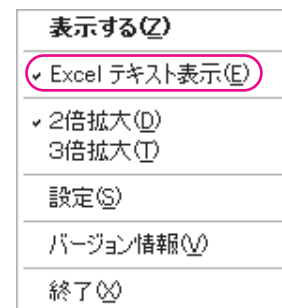 表示する(Z)
Excel テキスト表示(E)
2倍拡大(D)
3倍拡大(T)
設定(S)
バージョン情報(V)
終了(X)